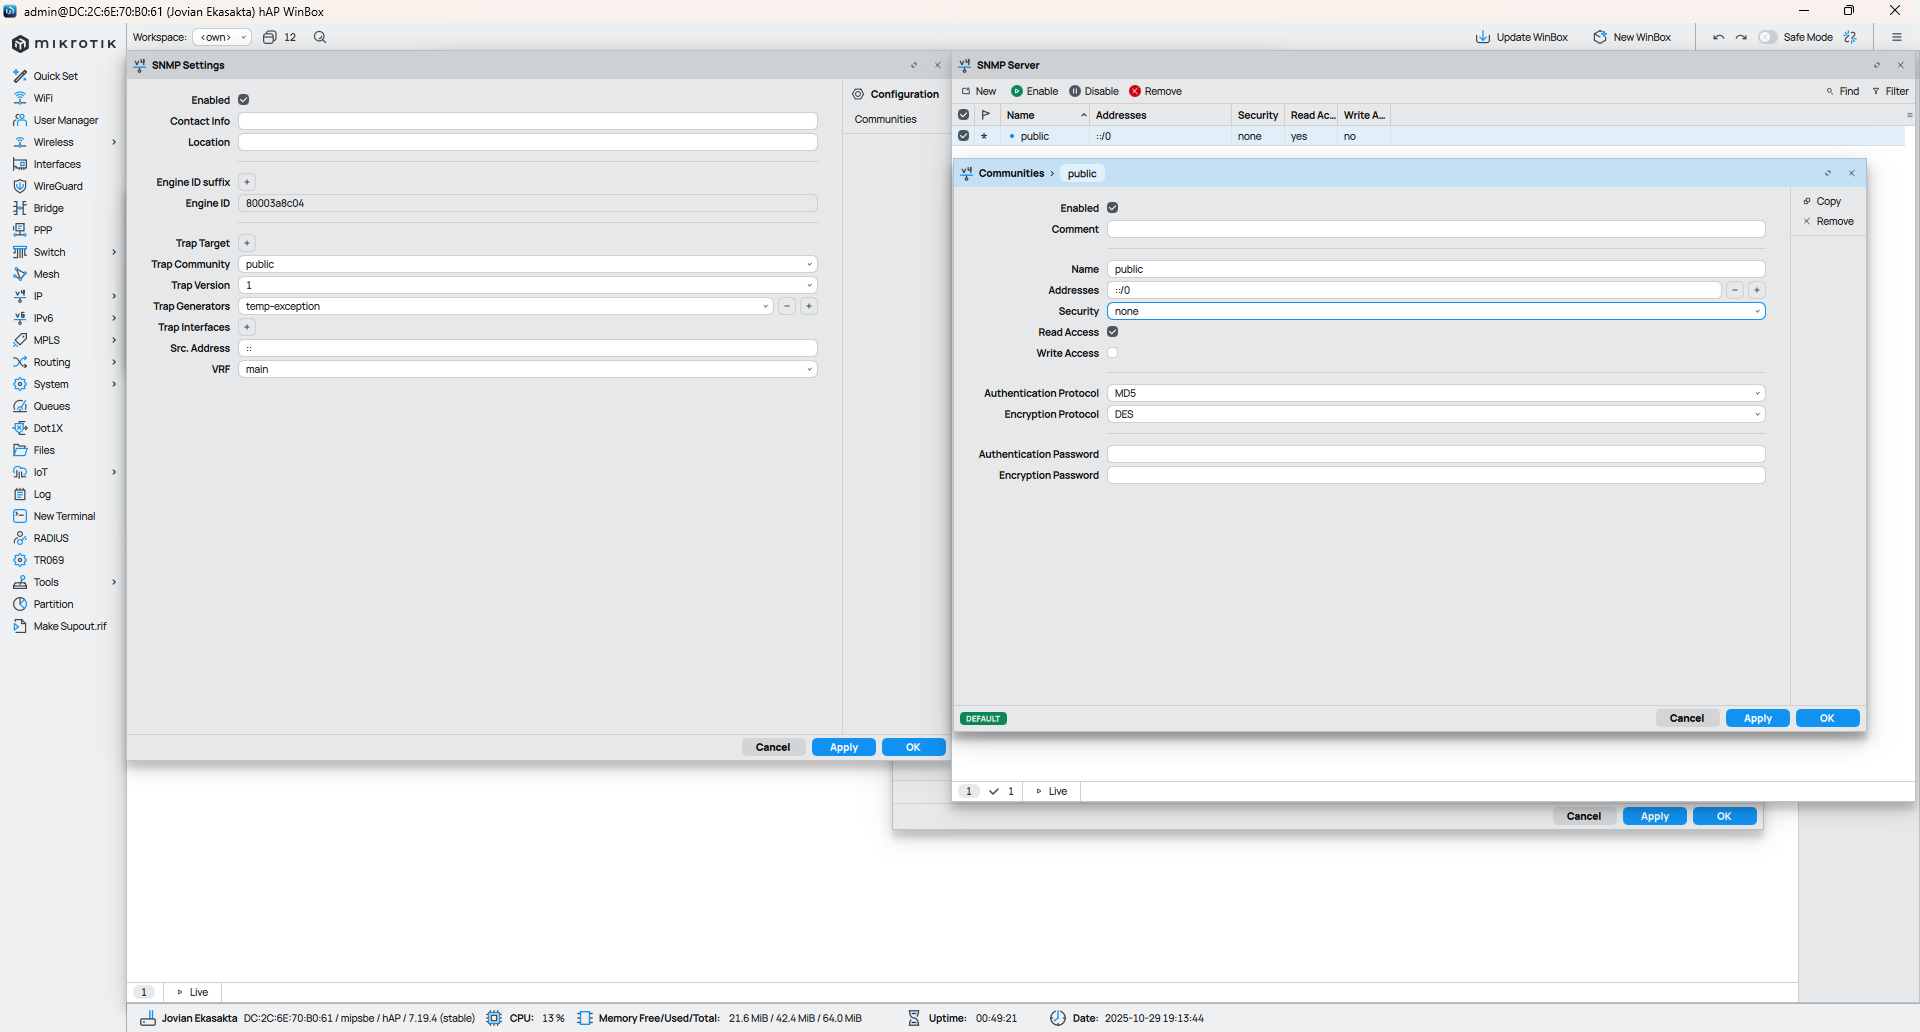 admin@DC:2C:6E:70:B0:61 (Jovian Ekasakta) hAP WinBox
mikrotik
Workspace: <own> 12
Update WinBox New WinBox Safe Mode
Quick Set
WiFi
User Manager
Wireless
Interfaces
WireGuard
Bridge
PPP
Switch
Mesh
IP
IPv6
MPLS
Routing
System
Queues
Dot1X
Files
IoT
Log
New Terminal
RADIUS
TR069
Tools
Partition
Make Supout.rif
SNMP Settings
Enabled
Contact Info
Location
Engine ID suffix +
Engine ID 80003a8c04
Trap Target +
Trap Community public
Trap Version 1
Trap Generators temp-exception - +
Trap Interfaces +
Src. Address ::
VRF main
Configuration
Communities
Cancel Apply OK
SNMP Server
New Enable Disable Remove Find Filter
Name Addresses Security Read Ac... Write A...
* public ::/0 none yes no
Communities > public
Enabled
Comment
Name public
Addresses ::/0 - +
Security none
Read Access
Write Access
Authentication Protocol MD5
Encryption Protocol DES
Authentication Password
Encryption Password
Copy
Remove
DEFAULT Cancel Apply OK
1 1 Live
Cancel Apply OK
1 Live
Jovian Ekasakta DC:2C:6E:70:B0:61 / mipsbe / hAP / 7.19.4 (stable) CPU: 13 % Memory Free/Used/Total: 21.6 MiB / 42.4 MiB / 64.0 MiB Uptime: 00:49:21 Date: 2025-10-29 19:13:44